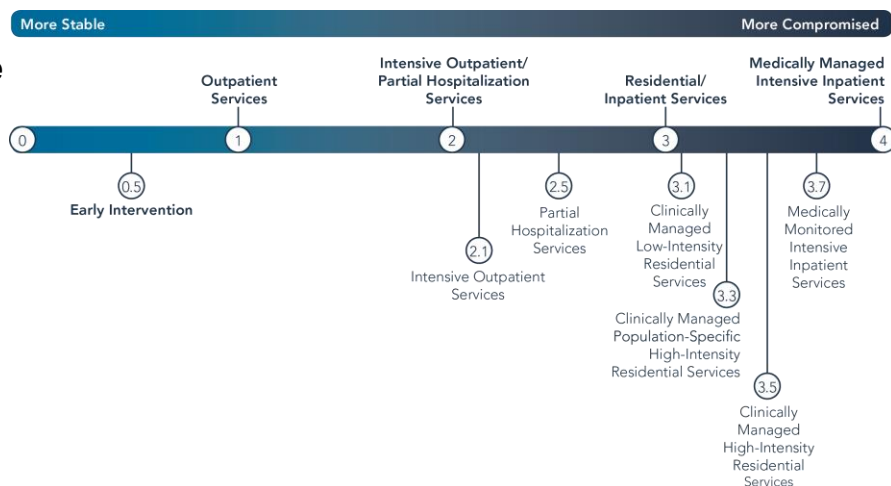 More Stable
More Compromised
e
Outpatient
Services
Intensive Outpatient/
Partial Hospitalization
Services
Residential/
Inpatient Services
Medically Managed
Intensive Inpatient
Services
0
1
2
3
4
0.5
Early Intervention
2.1
Intensive Outpatient
Services
2.5
Partial
Hospitalization
Services
3.1
Clinically
Managed
Low-Intensity
Residential
Services
3.3
Clinically Managed
Population-Specific
High-Intensity
Residential Services
3.5
Clinically
Managed
High-Intensity
Residential
Services
3.7
Medically
Monitored
Intensive
Inpatient
Services